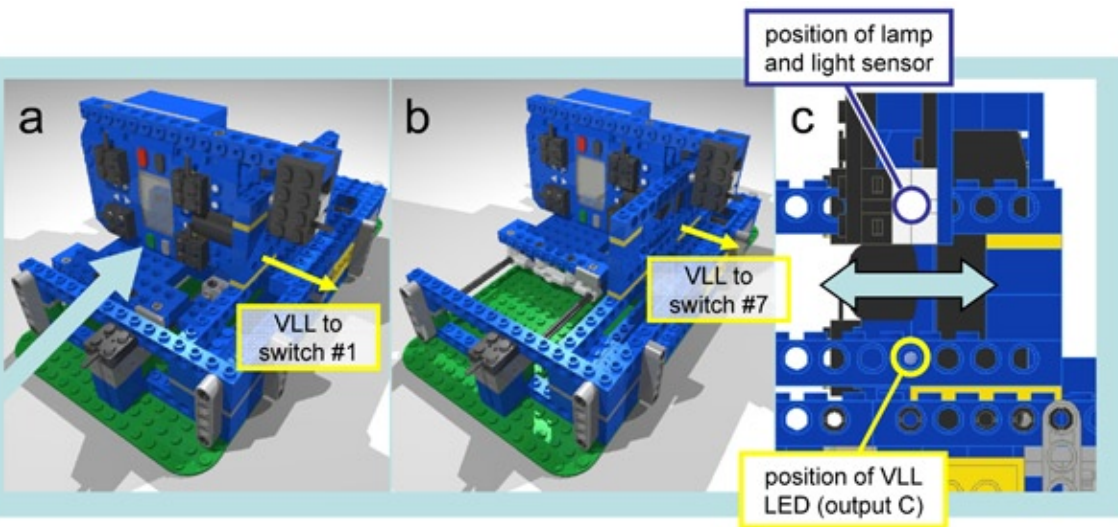 position of lamp
and light sensor
a
b
c
VLL to
switch #1
VLL to
switch #7
position of VLL
LED (output C)